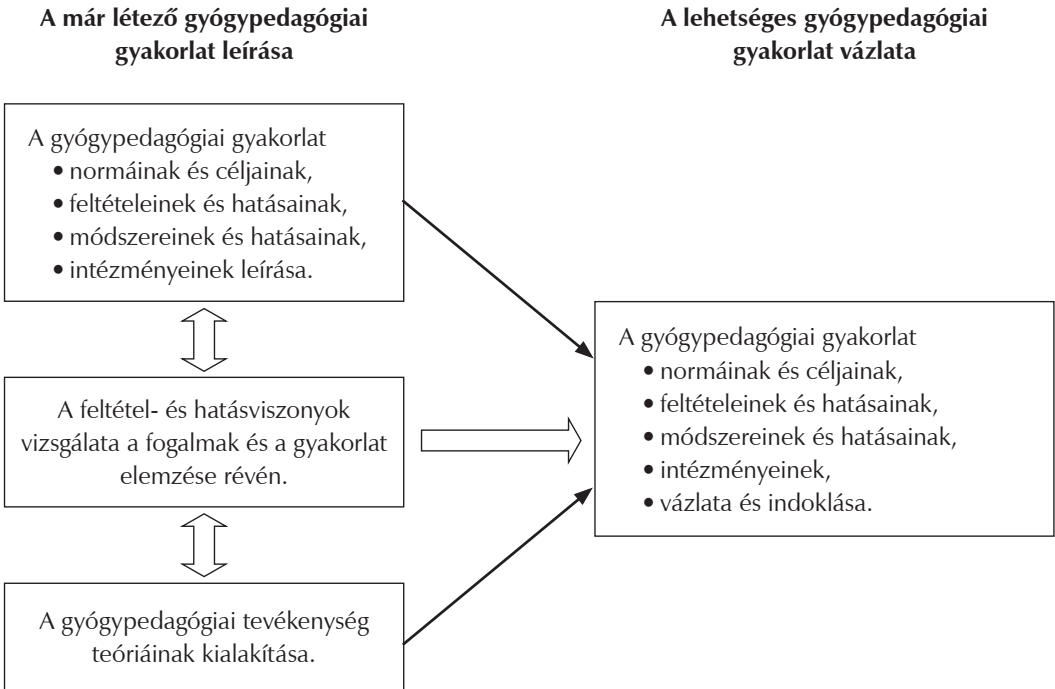 A már létező gyógypedagógiai
gyakorlat leírása
A lehetséges gyógypedagógiai
gyakorlat vázlata
A gyógypedagógiai gyakorlat
• normáinak és céljainak,
• feltételeinek és hatásainak,
• módszereinek és hatásainak,
• intézményeinek leírása.
A feltétel- és hatásviszonyok
vizsgálata a fogalmak és a gyakorlat
elemzése révén.
A gyógypedagógiai tevékenység
teóriáinak kialakítása.
A gyógypedagógiai gyakorlat
• normáinak és céljainak,
• feltételeinek és hatásainak,
• módszereinek és hatásainak,
• intézményeinek,
• vázlata és indoklása.